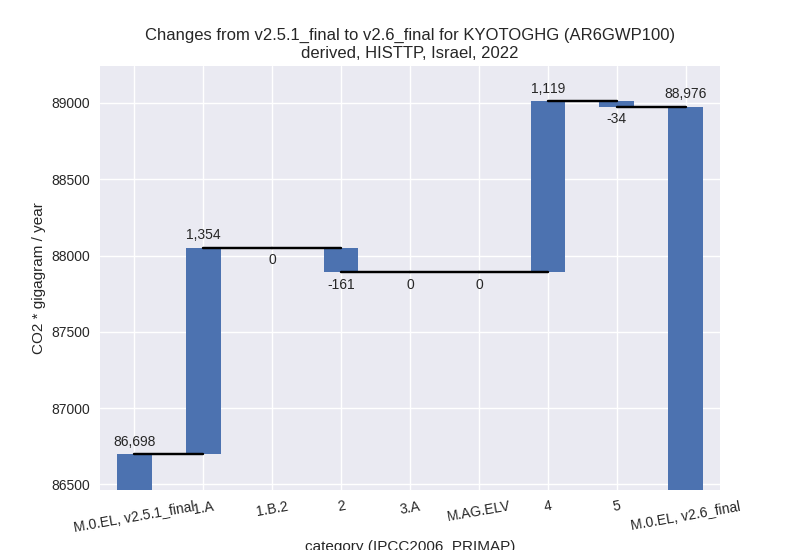 Changes from v2.5.1_final to v2.6_final for KYOTOGHG (AR6GWP100)
derived, HISTTP, Israel, 2022
CO2 * gigagram / year
89000
88500
88000
87500
87000
86500
86,698
1,354
0
-161
0
0
1,119
-34
88,976
M.0.EL, v2.5.1_final
1.A
1.B.2
2
3.A
M.AG.ELV
4
5
M.0.EL, v2.6_final
category (IPCC2006_PRIMAP)